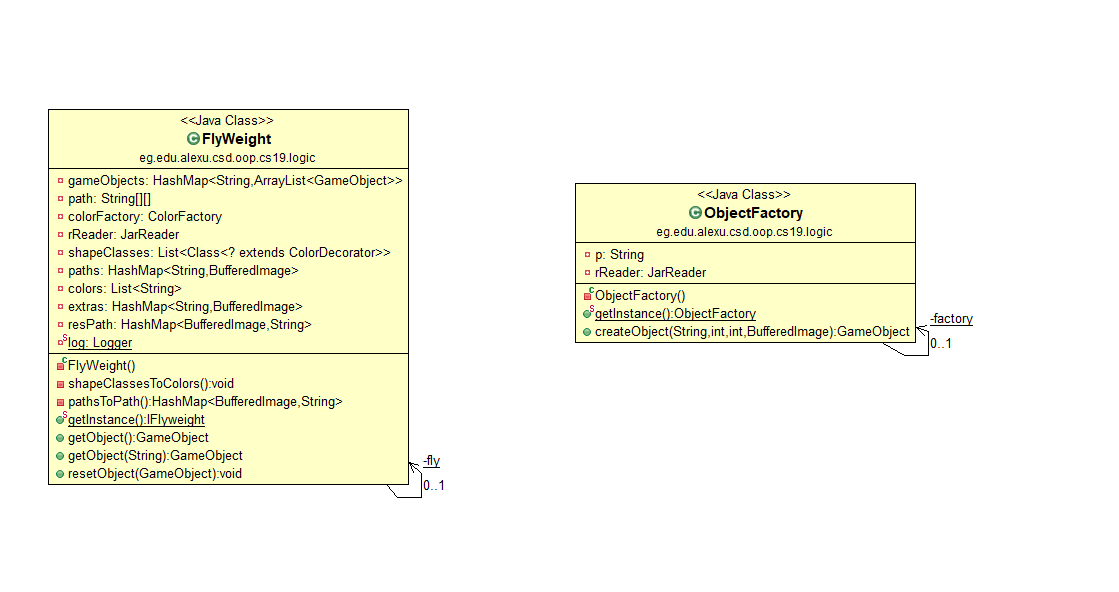 <<Java Class>>
FlyWeight
eg.edu.alexu.csd.oop.cs19.logic
gameObjects: HashMap<String,ArrayList<GameObject>>
path: String[][]
colorFactory: ColorFactory
rReader: JarReader
shapeClasses: List<Class<? extends ColorDecorator>>
paths: HashMap<String,BufferedImage>
colors: List<String>
extras: HashMap<String,BufferedImage>
resPath: HashMap<BufferedImage,String>
log: Logger
FlyWeight()
shapeClassesToColors():void
pathsToPath():HashMap<BufferedImage,String>
getInstance():IFlyweight
getObject():GameObject
getObject(String):GameObject
resetObject(GameObject):void
-fly
0..1
<<Java Class>>
ObjectFactory
eg.edu.alexu.csd.oop.cs19.logic
p: String
rReader: JarReader
ObjectFactory()
getInstance():ObjectFactory
createObject(String,int,int,BufferedImage):GameObject
-factory
0..1